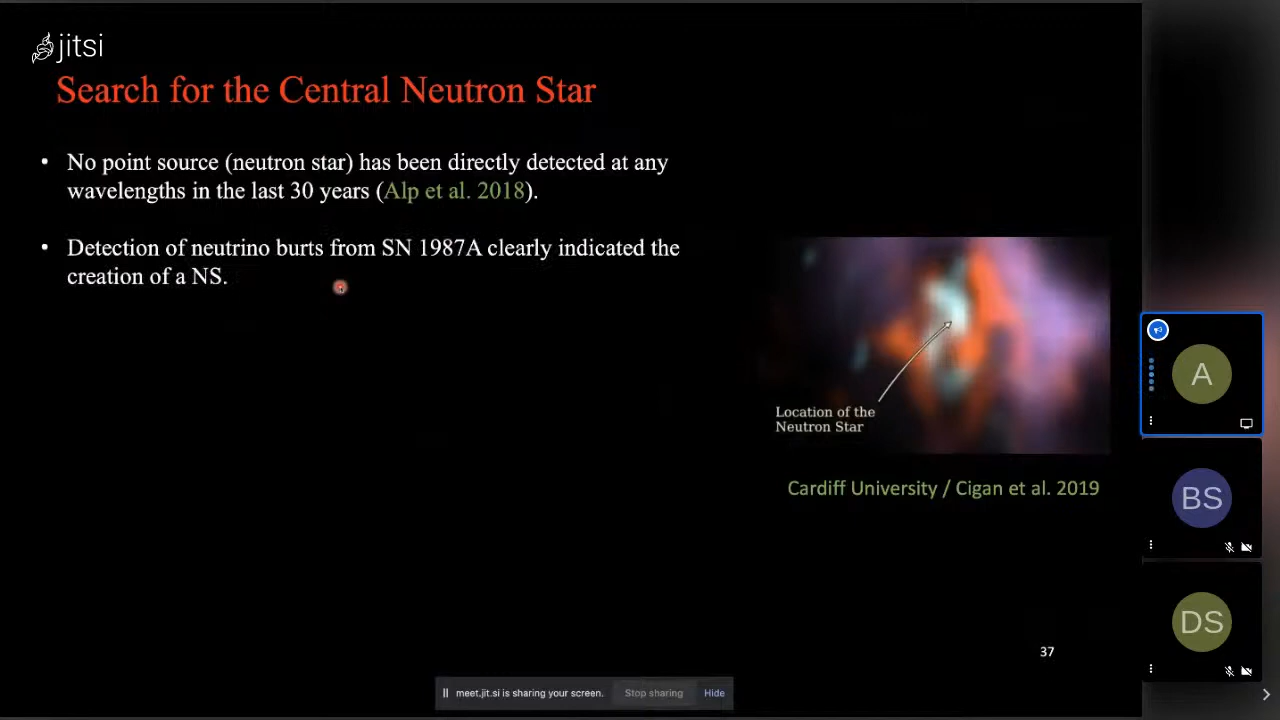 jitsi
Search for the Central Neutron Star
• No point source (neutron star) has been directly detected at any
wavelengths in the last 30 years (Alp et al. 2018).
• Detection of neutrino burts from SN 1987A clearly indicated the
creation of a NS.
Location of the
Neutron Star
Cardiff University / Cigan et al. 2019
37
meet.jit.si is sharing your screen. Stop sharing Hide
A
BS
DS